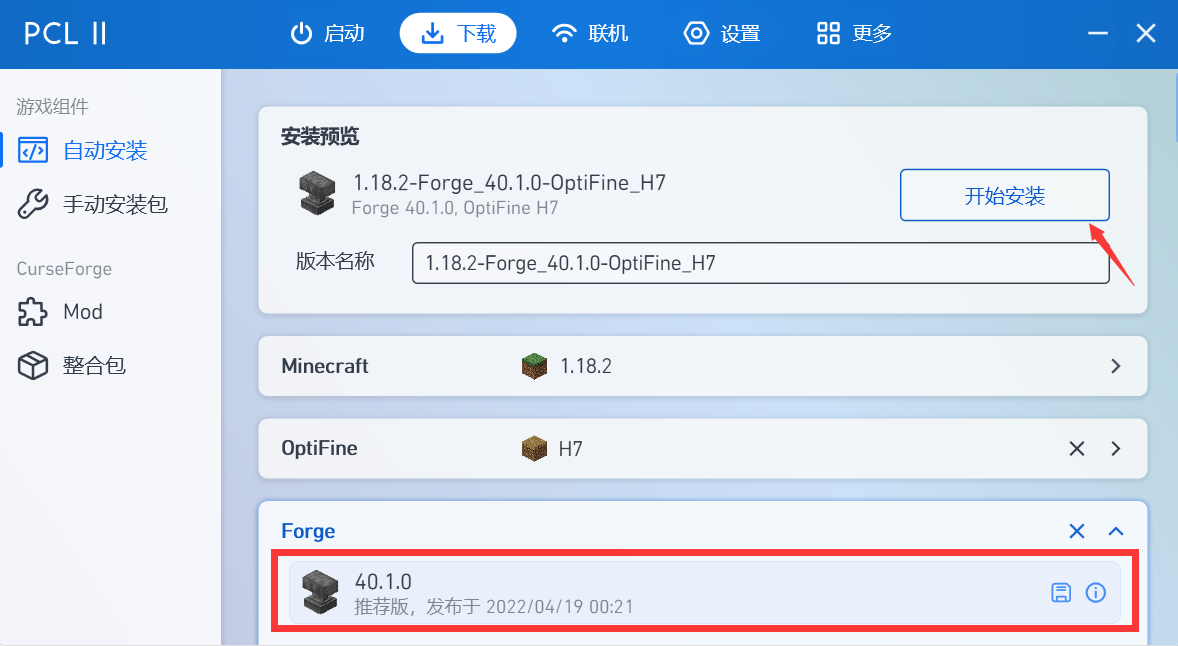 PCL II
启动
下载
联机
设置
更多
游戏组件
自动安装
手动安装包
CurseForge
Mod
整合包
安装预览
1.18.2-Forge_40.1.0-OptiFine_H7
Forge 40.1.0, OptiFine H7
开始安装
版本名称
1.18.2-Forge_40.1.0-OptiFine_H7
Minecraft
1.18.2
OptiFine
H7
Forge
40.1.0
推荐版，发布于 2022/04/19 00:21